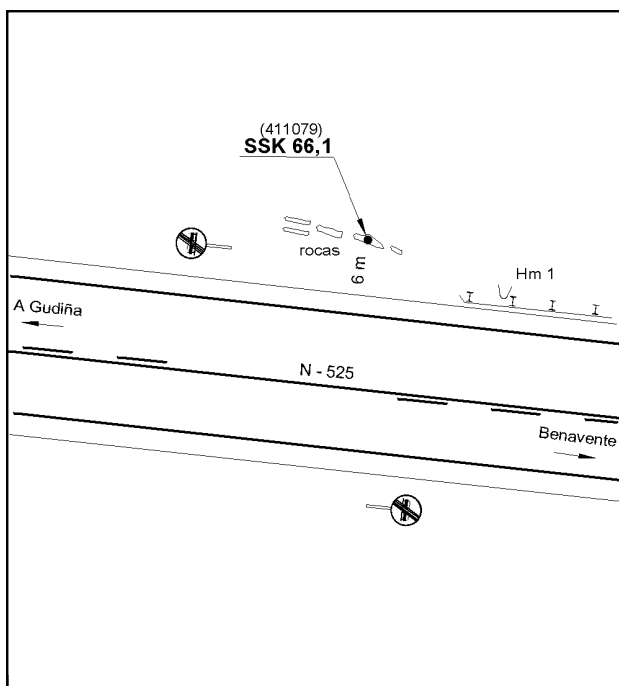 (411079)
SSK 66,1
rocas
6 m
Hm 1
A Gudiña
N - 525
Benavente